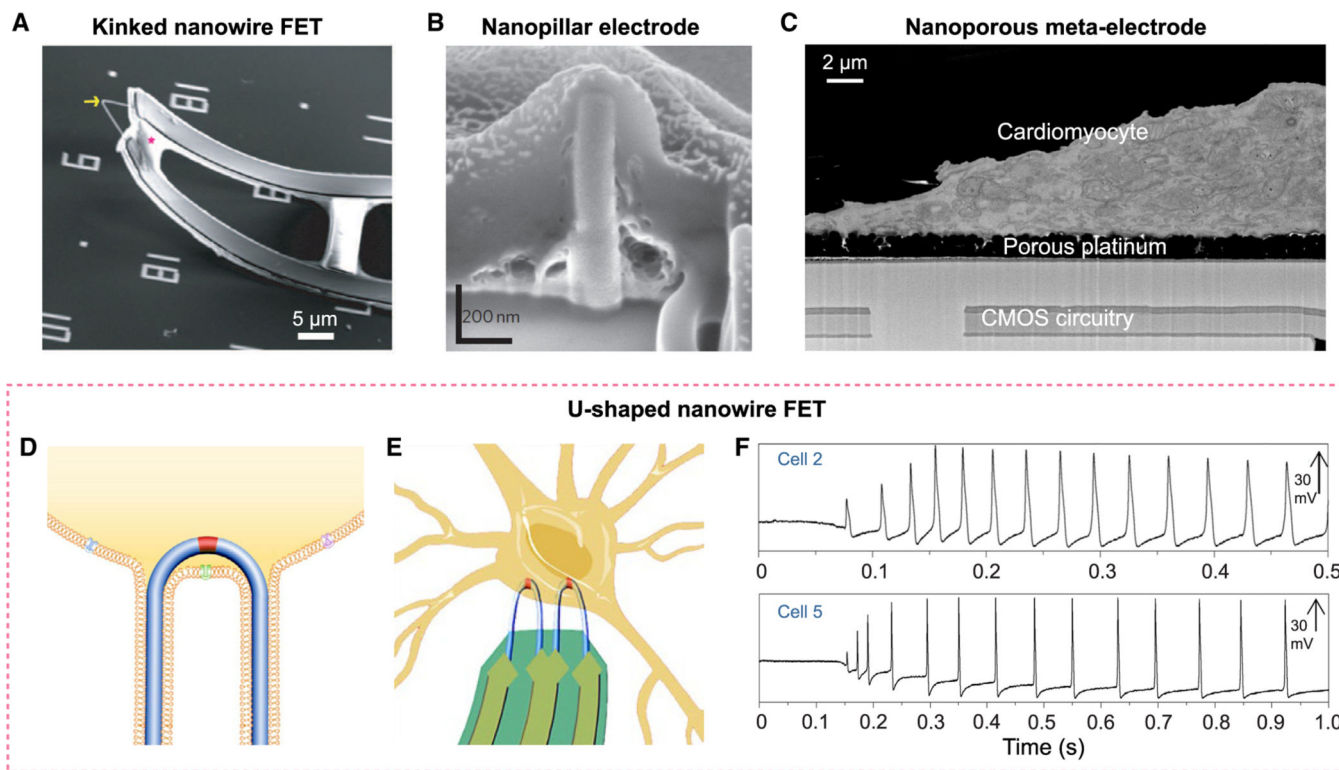 A Kinked nanowire FET
B Nanopillar electrode
C Nanoporous meta-electrode
5 µm
200 nm
2 µm
Cardiomyocyte
Porous platinum
CMOS circuitry
U-shaped nanowire FET
D
E
F
Cell 2
30
mV
0 0.1 0.2 0.3 0.4 0.5
Cell 5
30
mV
0 0.1 0.2 0.3 0.4 0.5 0.6 0.7 0.8 0.9 1.0
Time (s)